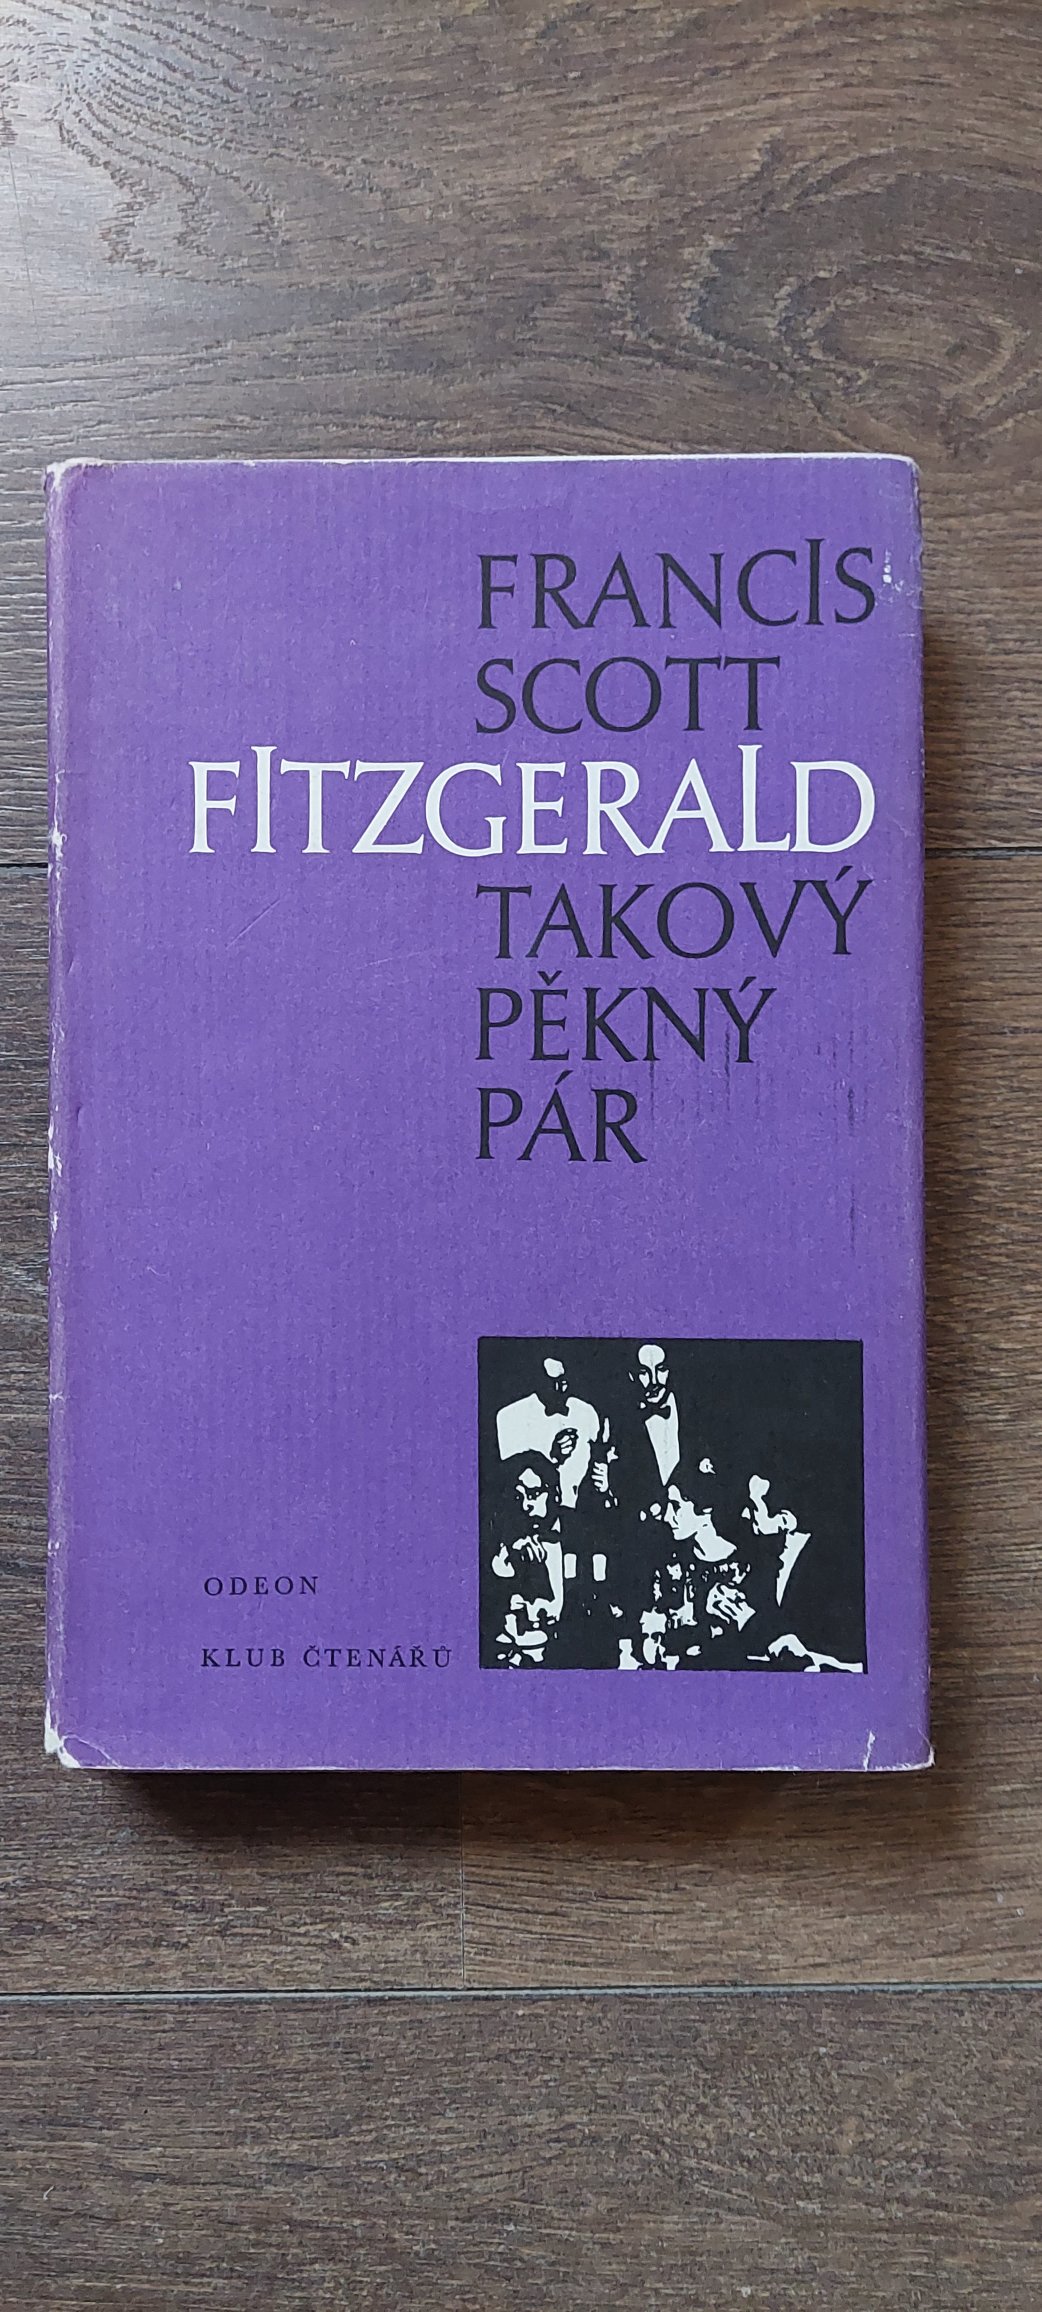 FRANCIS
SCOTT
FITZGERALD
TAKOVÝ
PĚKNÝ
PÁR
ODEON
KLUB ČTENÁŘŮ